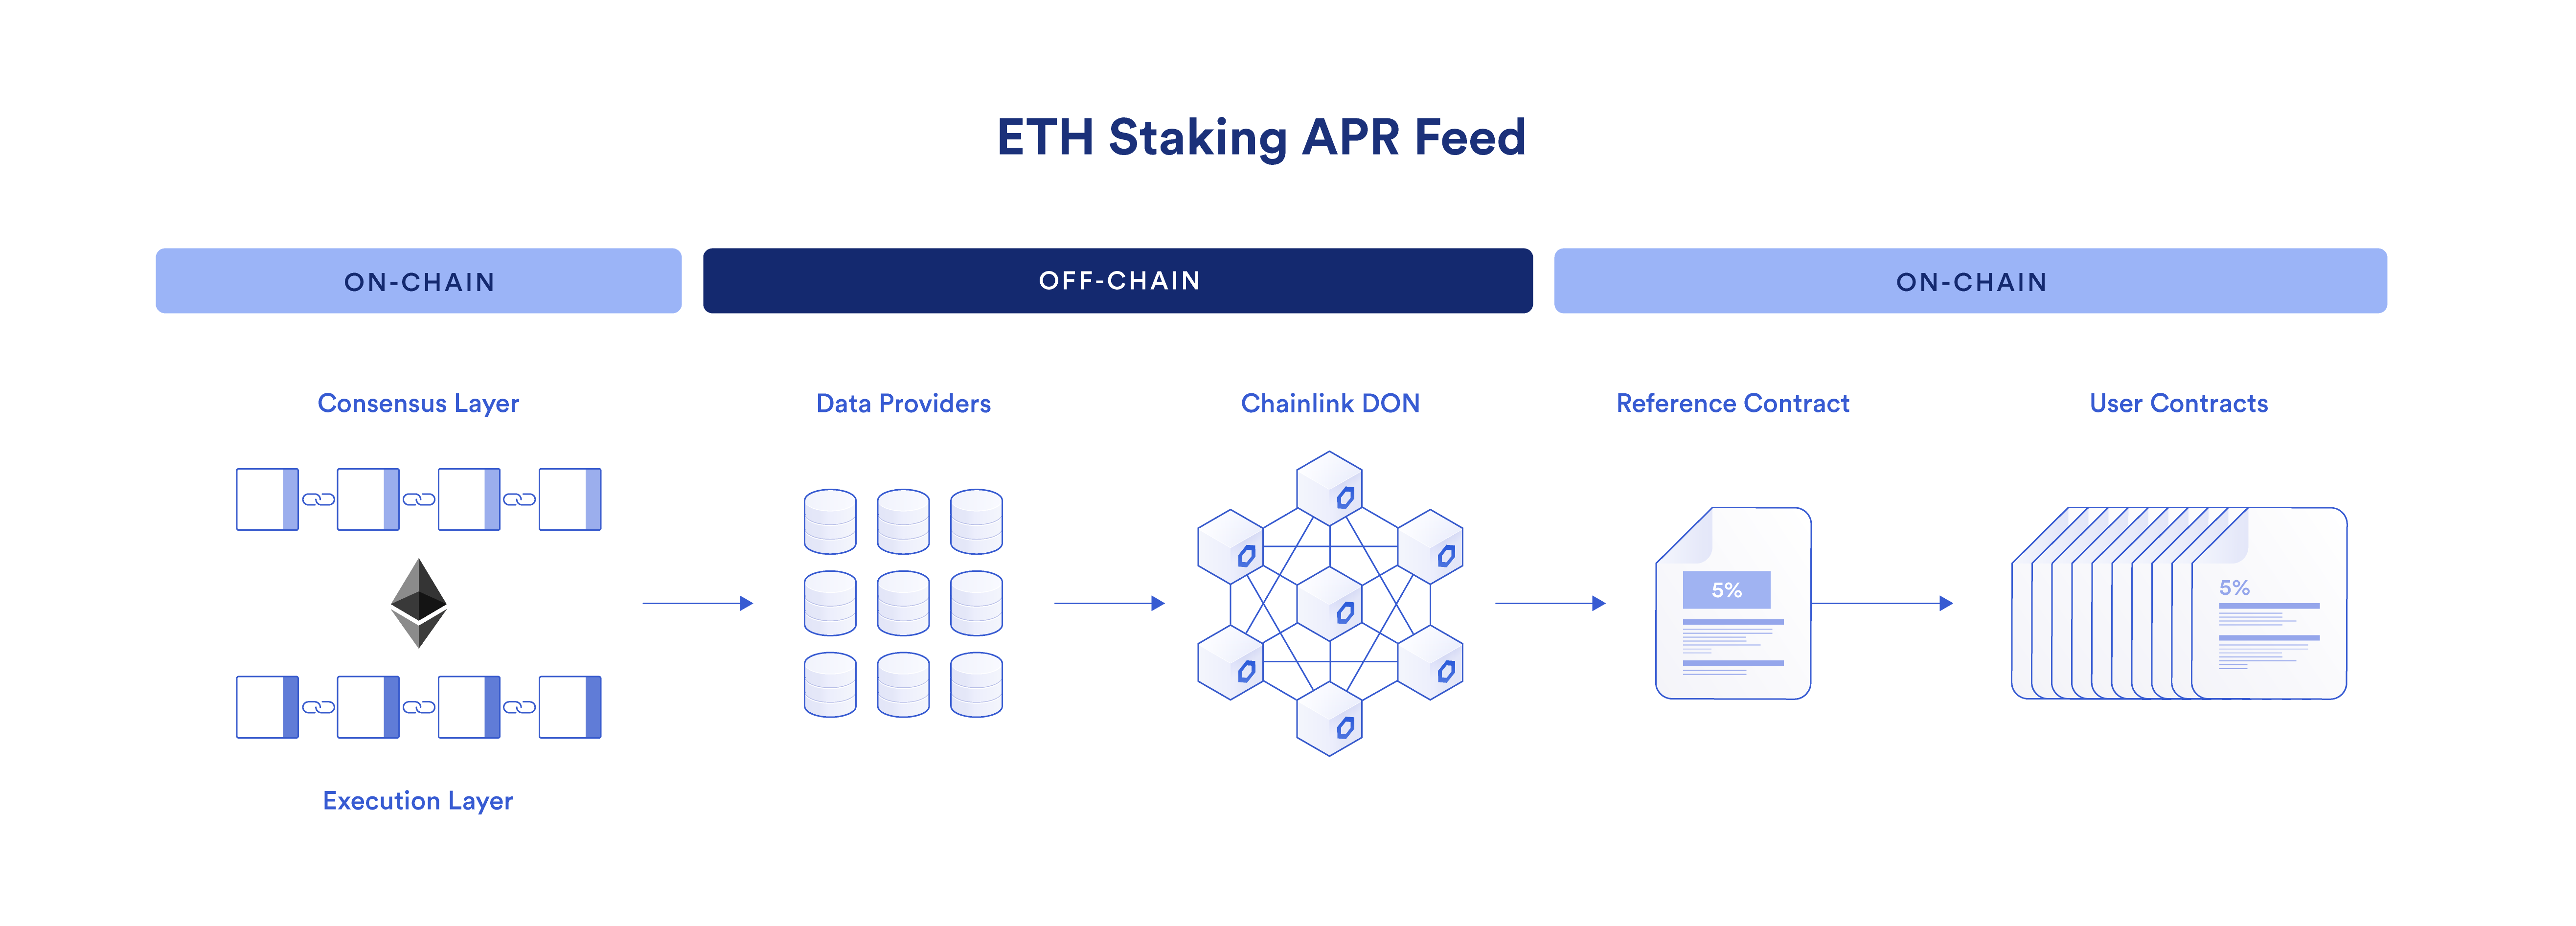 ETH Staking APR Feed
ON-CHAIN
OFF-CHAIN
ON-CHAIN
Consensus Layer
Data Providers
Chainlink DON
Reference Contract
User Contracts
5%
5%
Execution Layer